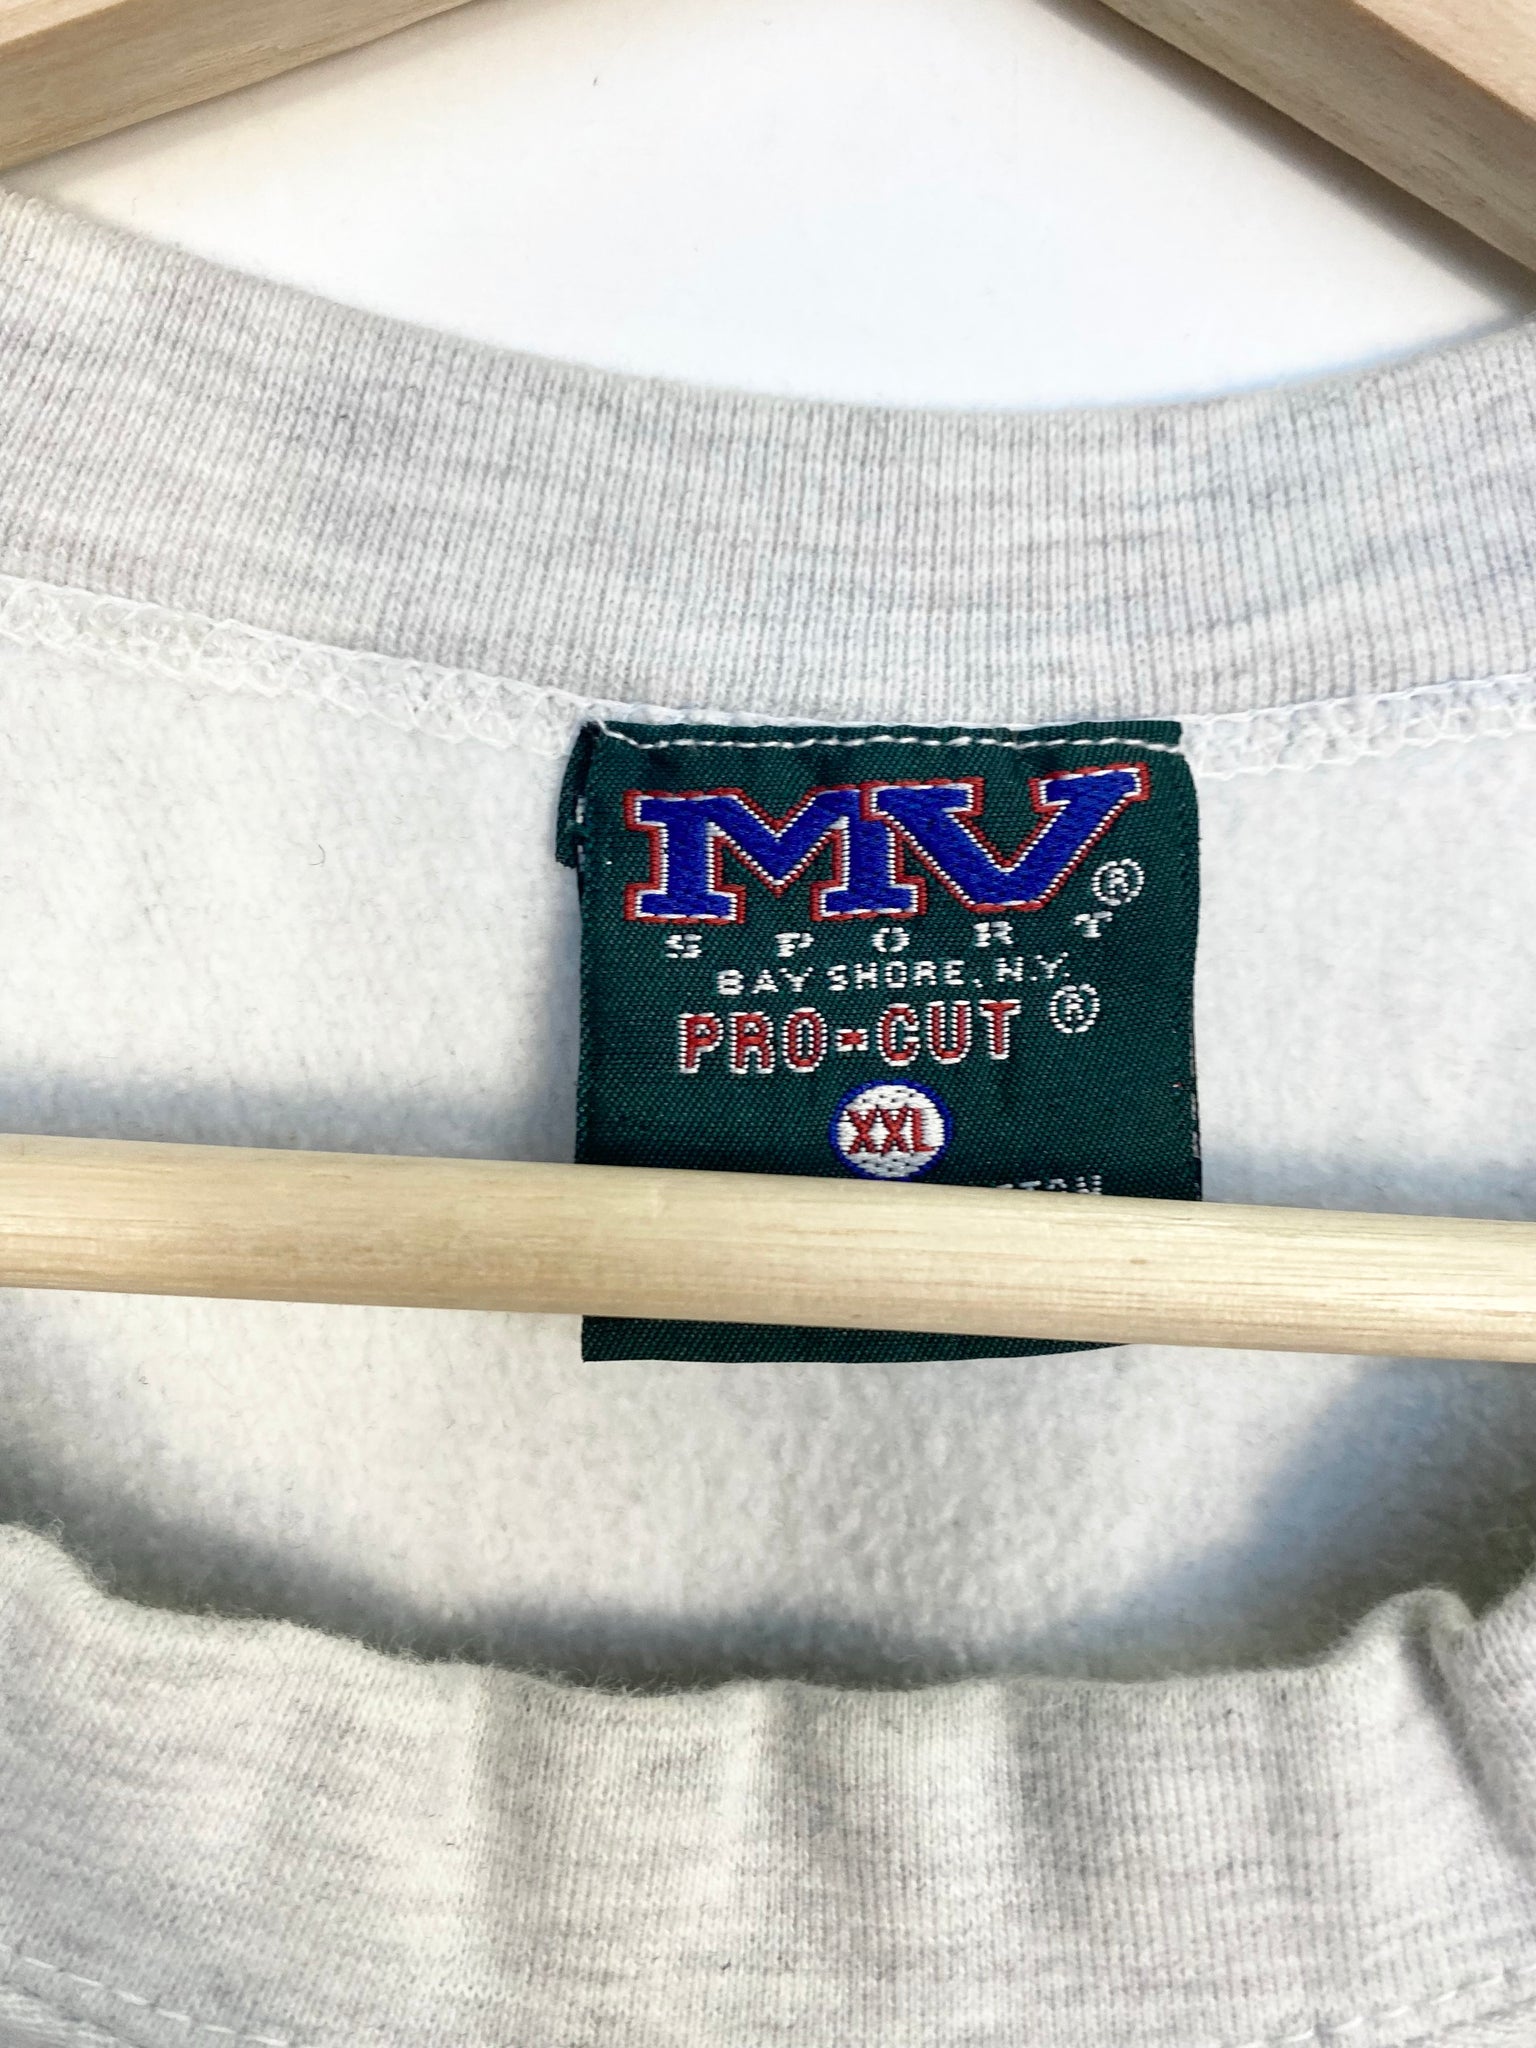 MV®
SPORT
BAY SHORE, N.Y.
PRO-CUT®
XXL